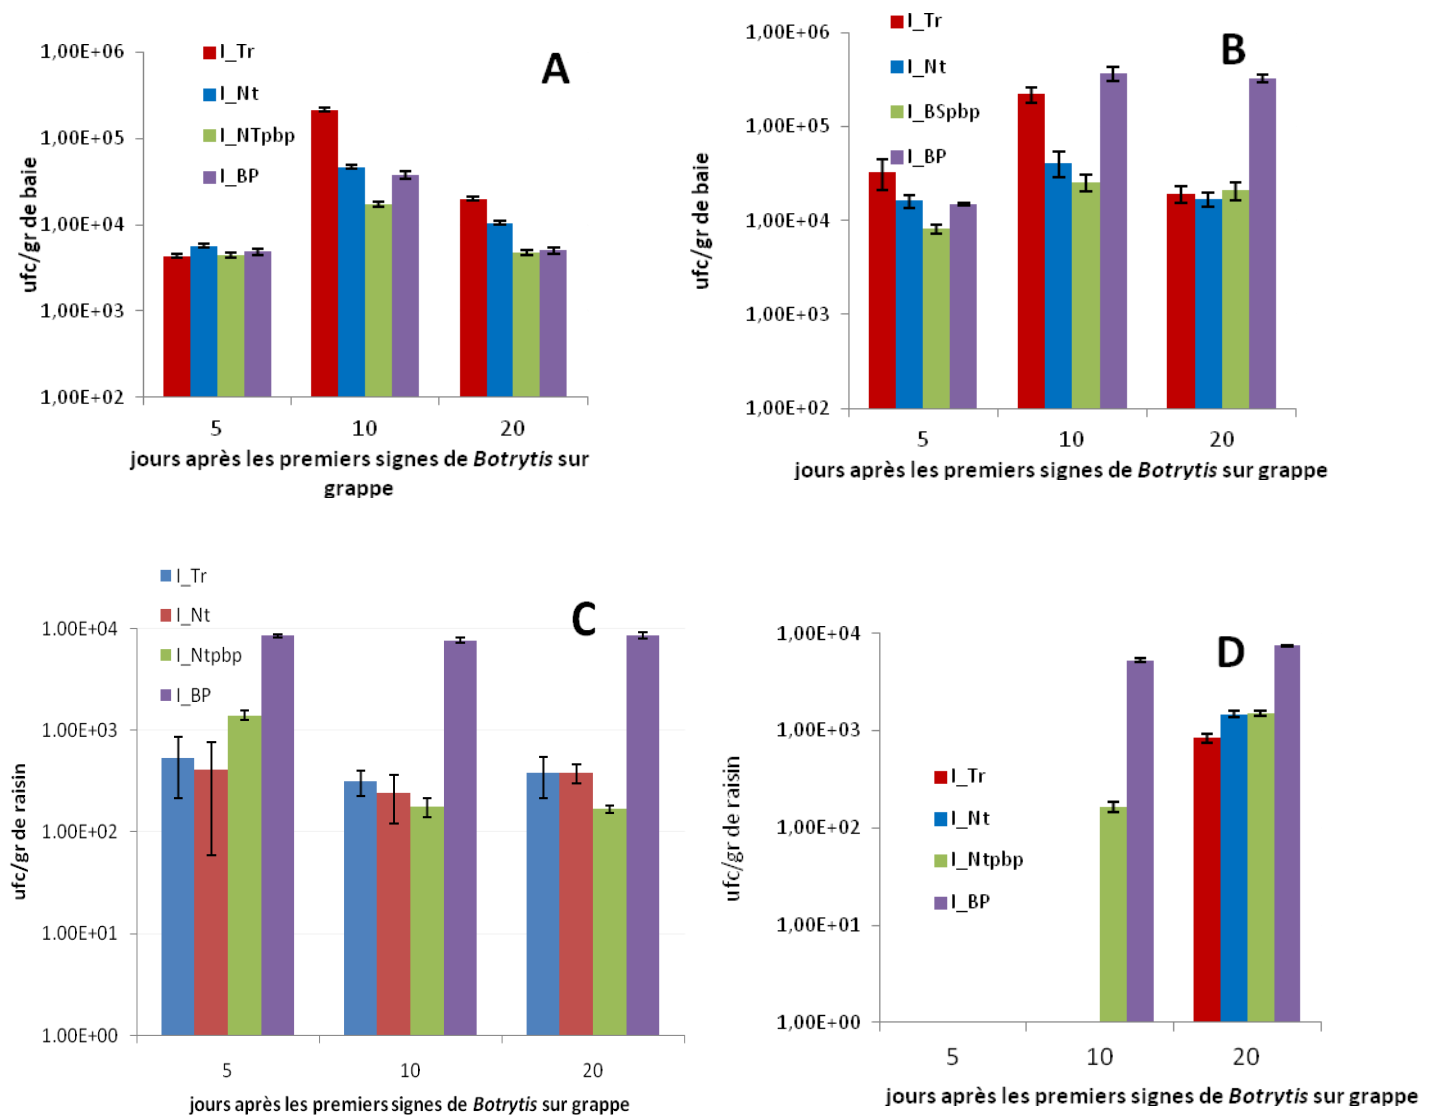 A
I_Tr
I_Nt
I_NTpbp
I_BP
ufc/gr de baie
1,00E+06
1,00E+05
1,00E+04
1,00E+03
1,00E+02
5 10 20
jours après les premiers signes de Botrytis sur
grappe
B
I_Tr
I_Nt
I_BSpbp
I_BP
ufc/gr de baie
1,00E+06
1,00E+05
1,00E+04
1,00E+03
1,00E+02
5 10 20
jours après les premiers signes de Botrytis sur grappe
C
I_Tr
I_Nt
I_Ntpbp
I_BP
ufc/gr de raisin
1.00E+04
1.00E+03
1.00E+02
1.00E+01
1.00E+00
5 10 20
jours après les premiers signes de Botrytis sur grappe
D
I_Tr
I_Nt
I_Ntpbp
I_BP
ufc/gr de raisin
1,00E+04
1,00E+03
1,00E+02
1,00E+01
1,00E+00
5 10 20
jours après les premiers signes de Botrytis sur grappe